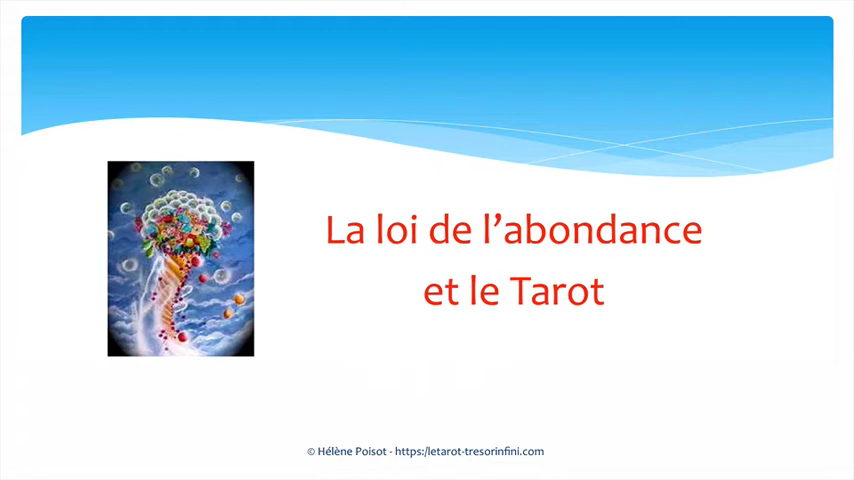 La loi de l’abondance
et le Tarot
© Hélène Poisot - https:/letarot-tresorinfini.com